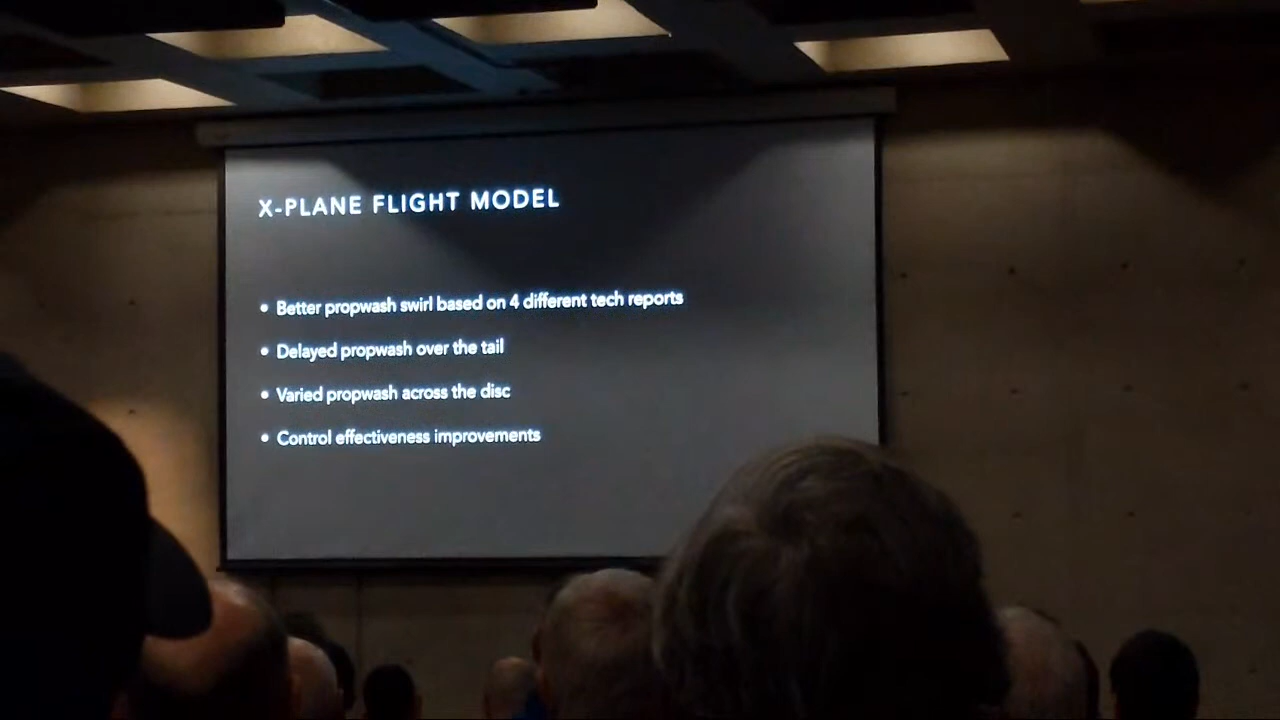 X-PLANE FLIGHT MODEL
• Better propwash swirl based on 4 different tech reports
• Delayed propwash over the tail
• Varied propwash across the disc
• Control effectiveness improvements